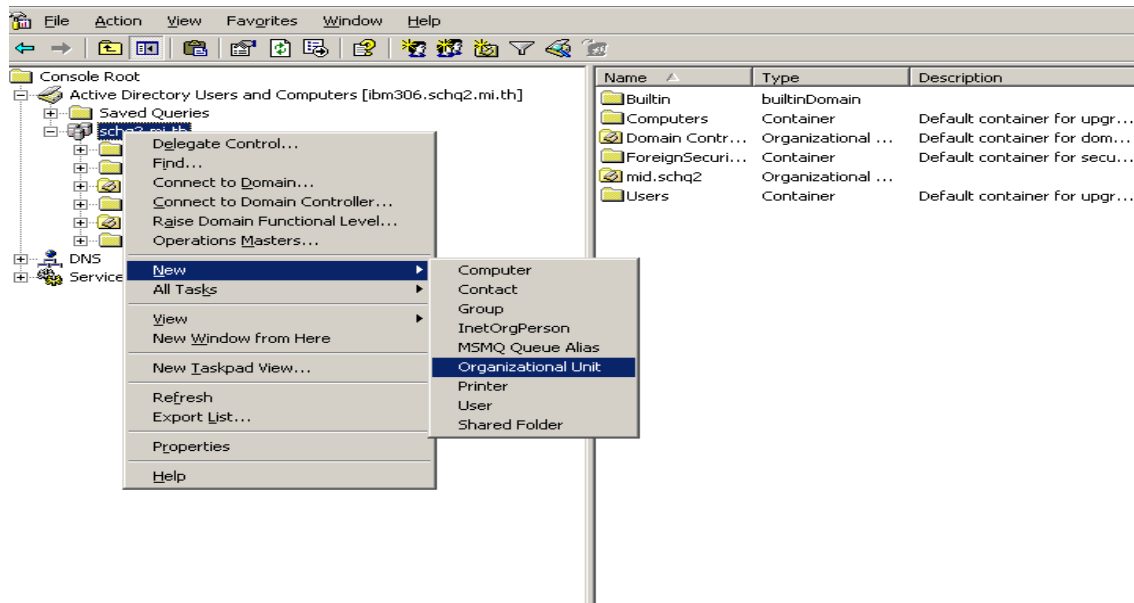 File Action View Favorites Window Help
Console Root
Active Directory Users and Computers [ibm306.schq2.mi.th]
Saved Queries
schq2.mi.th
DNS
Service
Delegate Control...
Find...
Connect to Domain...
Connect to Domain Controller...
Raise Domain Functional Level...
Operations Masters...
New
All Tasks
View
New Window from Here
New Taskpad View...
Refresh
Export List...
Properties
Help
Computer
Contact
Group
InetOrgPerson
MSMQ Queue Alias
Organizational Unit
Printer
User
Shared Folder
Name Type Description
Builtin builtinDomain
Computers Container Default container for upgr...
Domain Contr... Organizational ... Default container for dom...
ForeignSecuri... Container Default container for secu...
mid.schq2 Organizational ...
Users Container Default container for upgr...